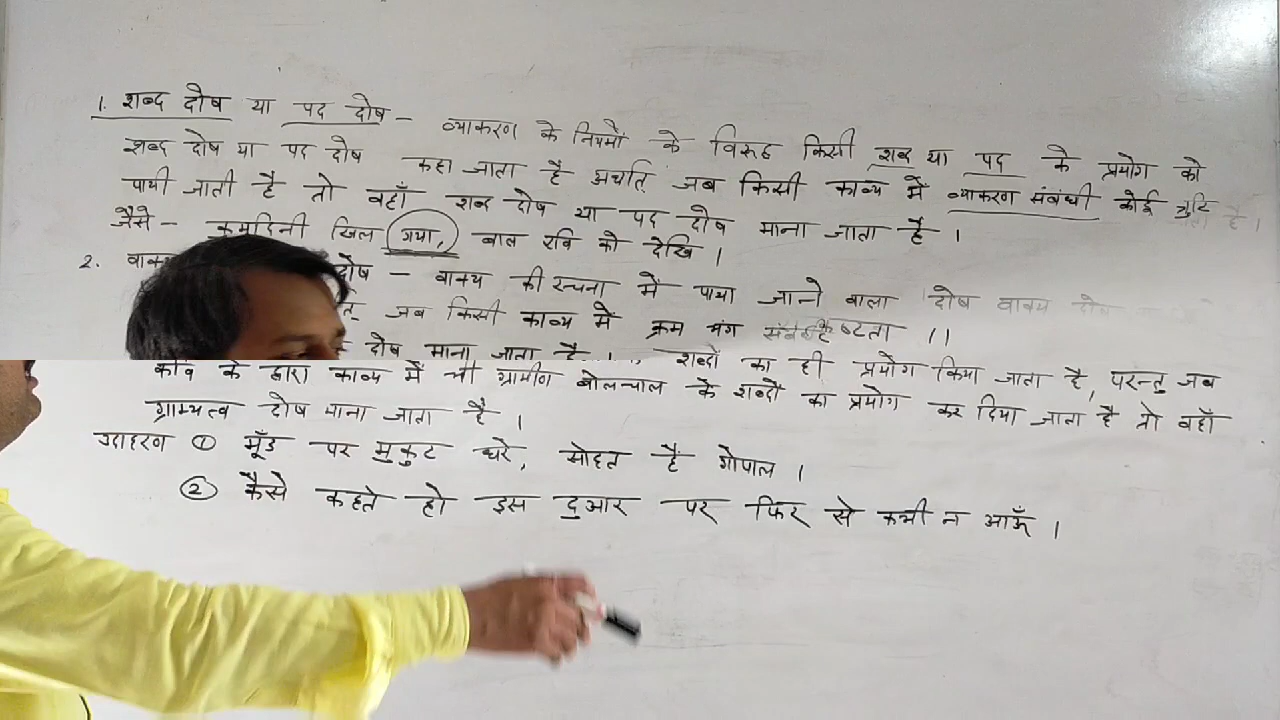 1. शब्द दोष या पद दोष – व्याकरण के नियमों के विरूद्ध किसी शब्द या पद के प्रयोग को
शब्द दोष या पद दोष कहा जाता है अर्थात् जब किसी काव्य में व्याकरण संबंधी कोई त्रुटि
पायी जाती है तो वहाँ शब्द दोष या पद दोष माना जाता है ।
जैसे – कुमुदिनी खिल गया, बाल रवि को देखि ।
2. दोष – वाक्य की रचना में पाया जाने वाला दोष वाक्य दोष
जब किसी काव्य में क्रम भंग
दोष माना जाता है । शब्दों का ही प्रयोग किया जाता है, परन्तु जब
कवि के द्वारा काव्य में भी ग्रामीण बोलचाल के शब्दों का प्रयोग कर दिया जाता है तो वहाँ
ग्राम्यत्व दोष माना जाता है ।
उदाहरण ① मूँड पर मुकुट धरे, सोहत है गोपाल ।
② कैसे कहते हो इस दुआर पर फिर से कभी न आऊँ ।